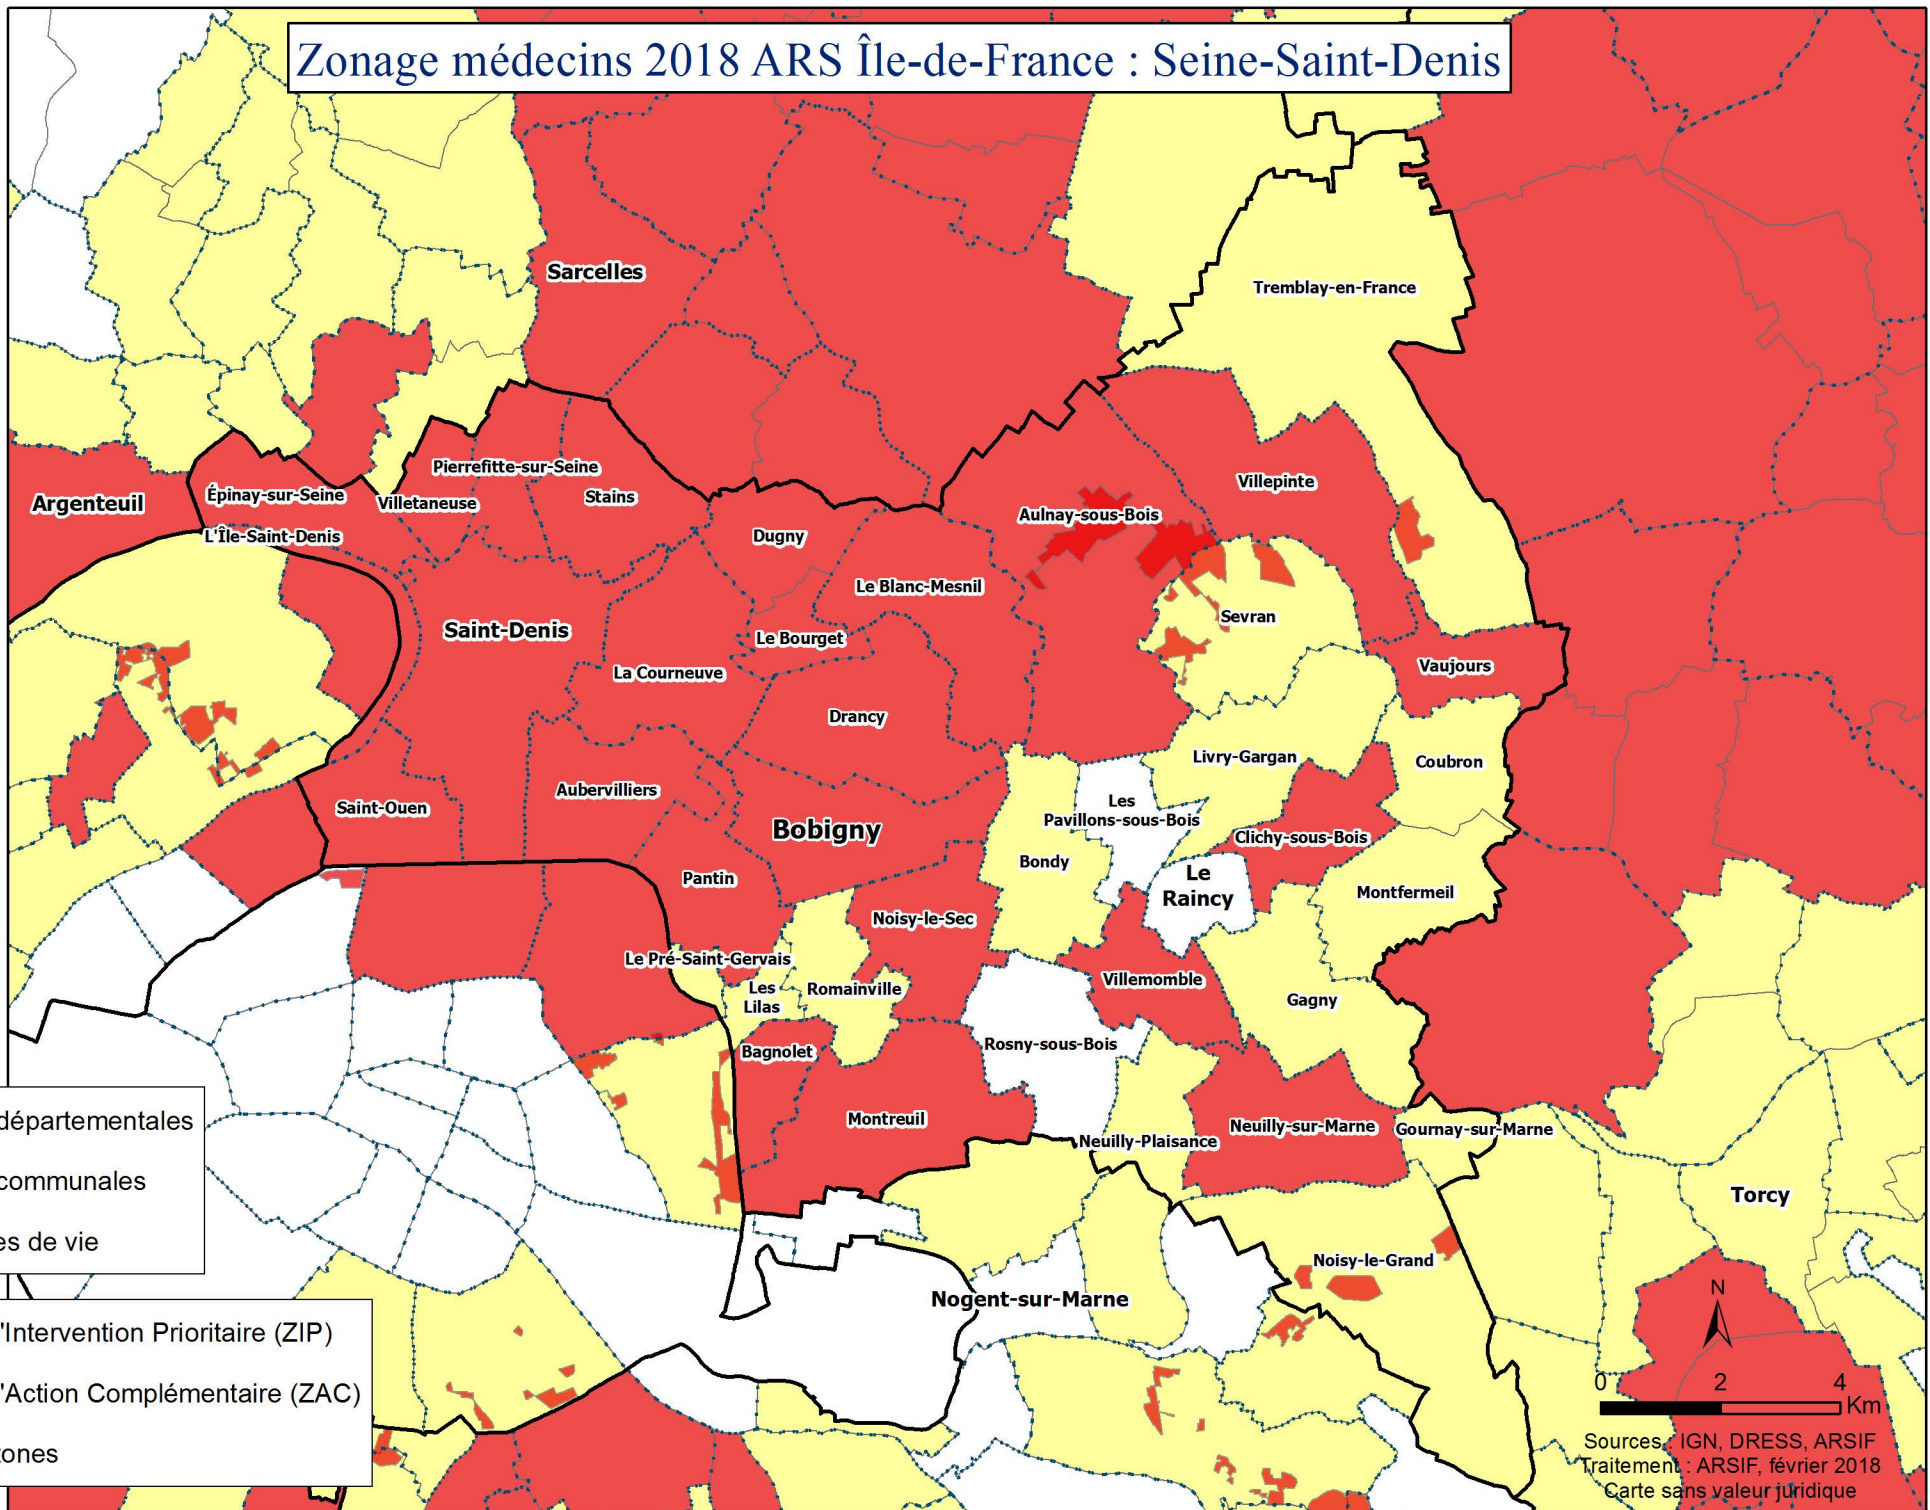 Zonage médecins 2018 ARS Île-de-France : Seine-Saint-Denis
Sarcelles
Tremblay-en-France
Pierrefitte-sur-Seine
Villepinte
Argenteuil
Épinay-sur-Seine
Villetaneuse
Stains
Aulnay-sous-Bois
L'Île-Saint-Denis
Dugny
Le Blanc-Mesnil
Sevran
Saint-Denis
Le Bourget
La Courneuve
Vaujours
Drancy
Livry-Gargan
Coubron
Aubervilliers
Saint-Ouen
Les
Pavillons-sous-Bois
Bobigny
Clichy-sous-Bois
Bondy
Pantin
Le
Raincy
Montfermeil
Noisy-le-Sec
Le Pré-Saint-Gervais
Villemomble
Les
Lilas
Romainville
Gagny
Rosny-sous-Bois
Bagnolet
Montreuil
Neuilly-sur-Marne
Gournay-sur-Marne
Neuilly-Plaisance
Torcy
Noisy-le-Grand
Nogent-sur-Marne
départementales
communales
es de vie
'Intervention Prioritaire (ZIP)
'Action Complémentaire (ZAC)
zones
N
0 2 4
Km
Sources : IGN, DRESS, ARSIF
Traitement : ARSIF, février 2018
Carte sans valeur juridique